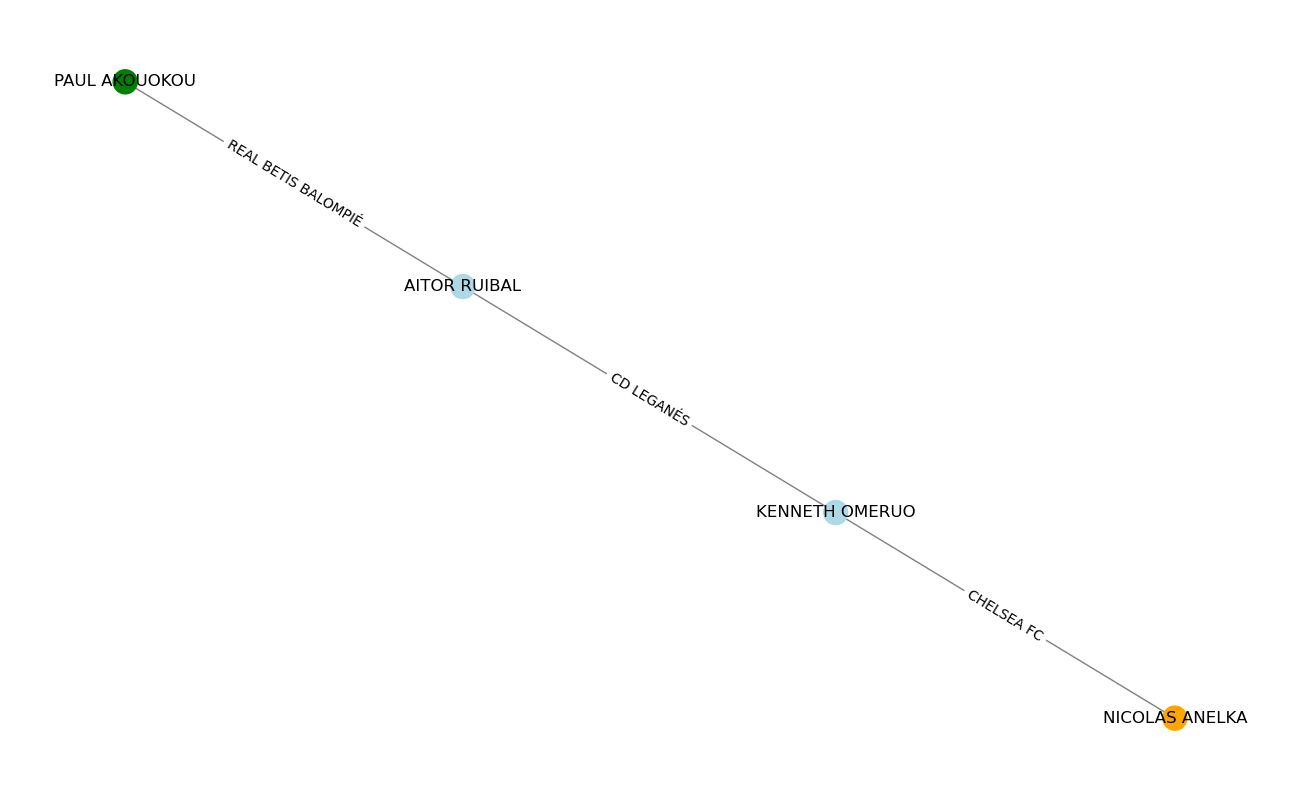 PAUL AKOUOKOU
REAL BETIS BALOMPIÉ
AITOR RUIBAL
CD LEGANÉS
KENNETH OMERUO
CHELSEA FC
NICOLAS ANELKA